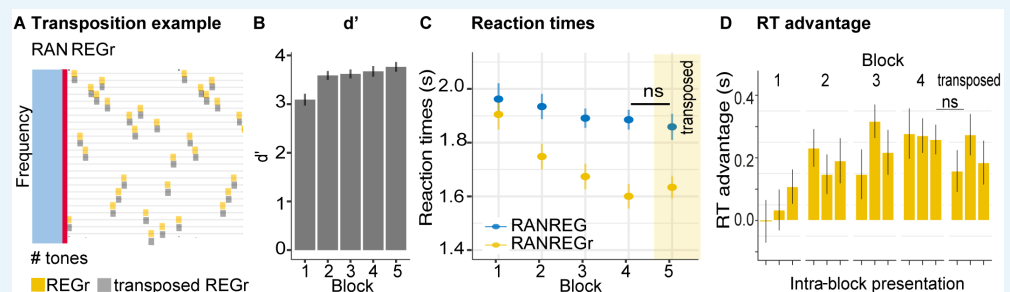 A Transposition example
RAN REGr
Frequency
# tones
REGr
transposed REGr
B
d'
d'
4
3
2
1
0
1 2 3 4 5
Block
C
Reaction times
Reaction times (s)
2.0
1.8
1.6
1.4
ns
transposed
RANREG
RANREGr
1 2 3 4 5
Block
D
RT advantage
RT advantage (s)
Block
1 2 3 4 transposed
ns
0.4
0.2
0.0
Intra-block presentation